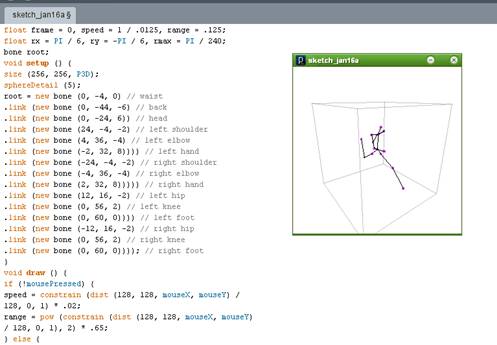 sketch_jan16a §
float frame = 0, speed = 1 / .0125, range = .125;
float rx = PI / 6, ry = -PI / 6, rmax = PI / 240;
bone root;
void setup () {
size (256, 256, P3D);
sphereDetail (5);
root = new bone (0, -4, 0) // waist
.link (new bone (0, -44, -6) // back
.link (new bone (0, -24, 6)) // head
.link (new bone (24, -4, -2) // left shoulder
.link (new bone (4, 36, -4) // left elbow
.link (new bone (-2, 32, 8)))) // left hand
.link (new bone (-24, -4, -2) // right shoulder
.link (new bone (-4, 36, -4) // right elbow
.link (new bone (2, 32, 8))))) // right hand
.link (new bone (12, 16, -2) // left hip
.link (new bone (0, 56, 2) // left knee
.link (new bone (0, 60, 0)))) // left foot
.link (new bone (-12, 16, -2) // right hip
.link (new bone (0, 56, 2) // right knee
.link (new bone (0, 60, 0)))); // right foot
}
void draw () {
if (!mousePressed) {
speed = constrain (dist (128, 128, mouseX, mouseY) /
128, 0, 1) * .02;
range = pow (constrain (dist (128, 128, mouseX, mouseY)
/ 128, 0, 1), 2) * .65;
} else {
sketch_jan16a